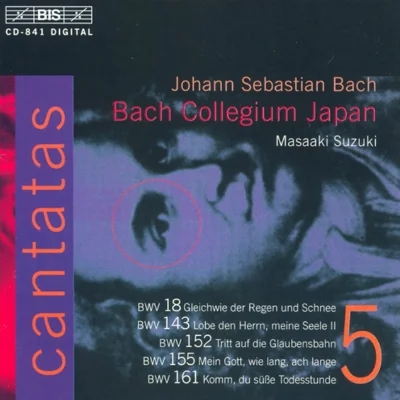 BIS
CD-841 DIGITAL
Johann Sebastian Bach
Bach Collegium Japan
Masaaki Suzuki
cantatas
BWV 18 Gleichwie der Regen und Schnee
BWV 143 Lobe den Herrn, meine Seele II
BWV 152 Tritt auf die Glaubensbahn
BWV 155 Mein Gott, wie lang, ach lange
BWV 161 Komm, du süße Todesstunde
5